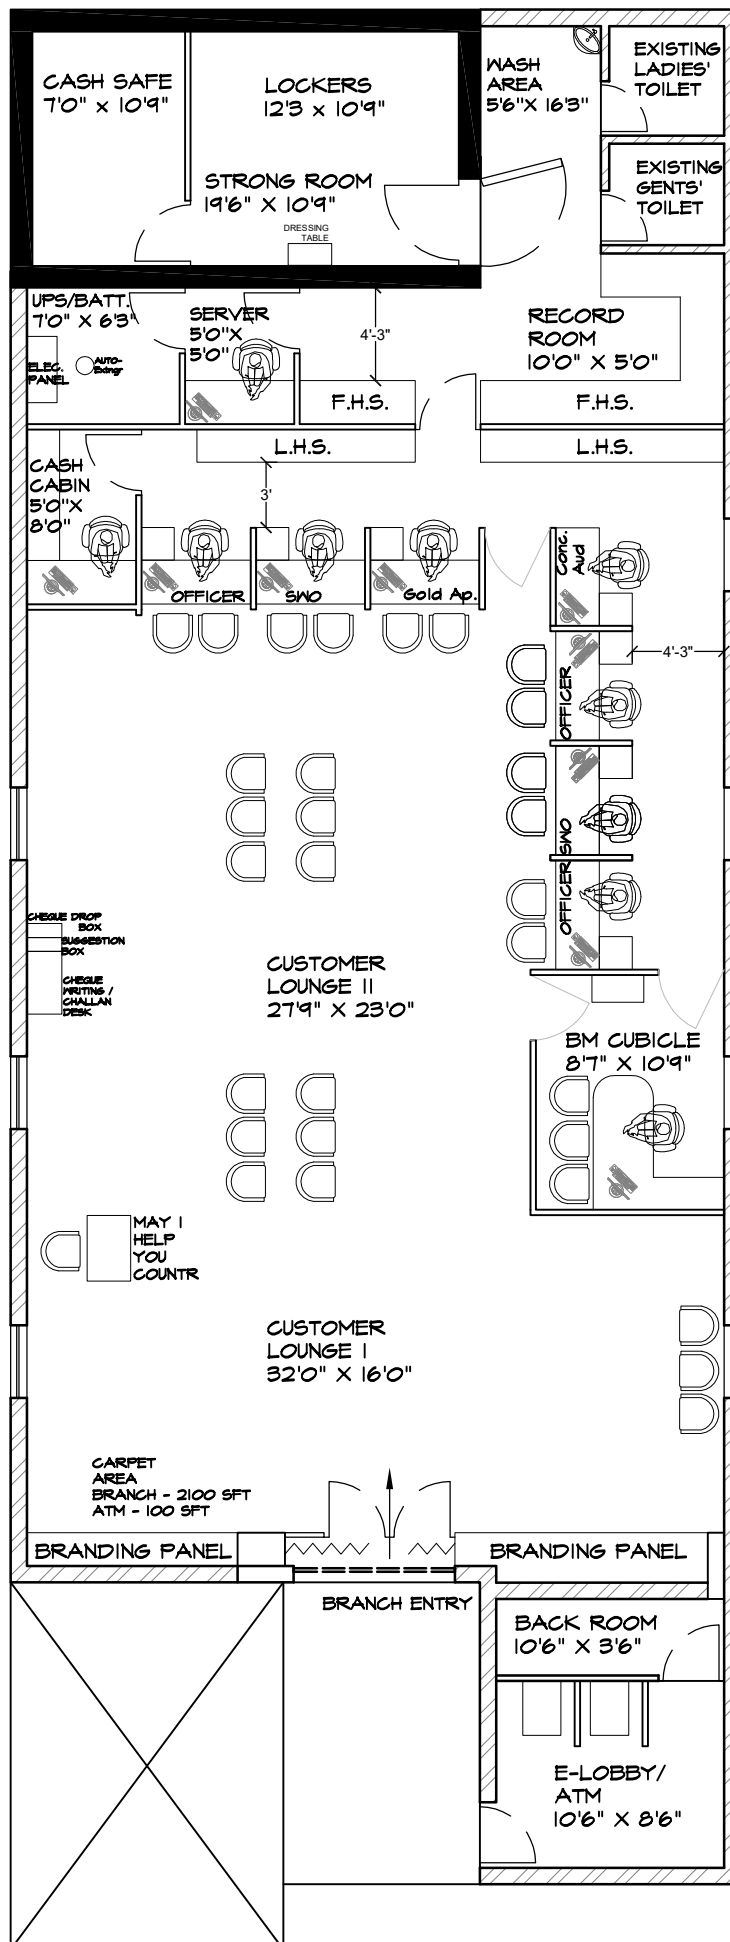 CASH SAFE
7'0" x 10'9"
LOCKERS
12'3 x 10'9"
STRONG ROOM
19'6" X 10'9"
DRESSING
TABLE
WASH
AREA
5'6"X 16'3"
EXISTING
LADIES'
TOILET
EXISTING
GENTS'
TOILET
UPS/BATT.
7'0" X 6'3"
ELEC.
PANEL
AUTO-
Extngr
SERVER
5'0"X
5'0"
4'-3"
F.H.S.
RECORD
ROOM
10'0" X 5'0"
F.H.S.
L.H.S.
L.H.S.
CASH
CABIN
5'0"X
8'0"
3'
OFFICER
SWO
Gold Ap.
Conc.
Aud
4'-3"
OFFICER
SWO
OFFICER
CHEQUE DROP
BOX
SUGGESTION
BOX
CHEQUE
WRITING /
CHALLAN
DESK
CUSTOMER
LOUNGE II
27'9" X 23'0"
BM CUBICLE
8'7" X 10'9"
MAY I
HELP
YOU
COUNTR
CUSTOMER
LOUNGE I
32'0" X 16'0"
CARPET
AREA
BRANCH - 2100 SFT
ATM - 100 SFT
BRANDING PANEL
BRANDING PANEL
BRANCH ENTRY
BACK ROOM
10'6" X 3'6"
E-LOBBY/
ATM
10'6" X 8'6"